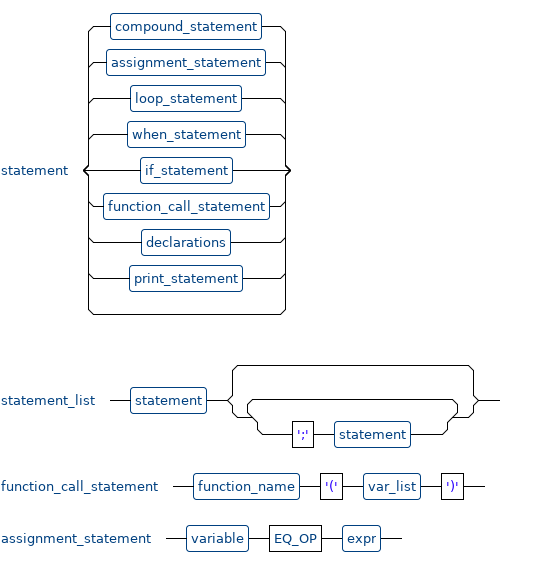 compound_statement
assignment_statement
loop_statement
when_statement
statement if_statement
function_call_statement
declarations
print_statement
statement_list statement
';' statement
function_call_statement function_name '(' var_list ')'
assignment_statement variable EQ_OP expr